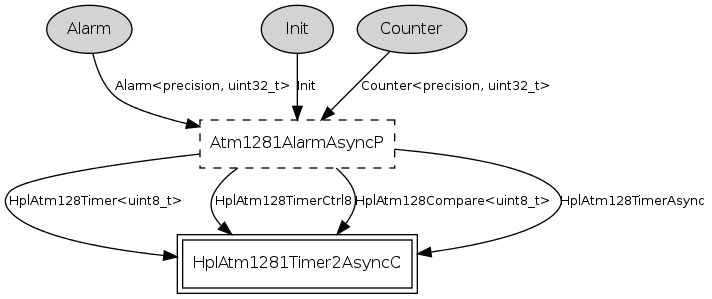 Alarm
Init
Counter
Alarm<precision, uint32_t>
Init
Counter<precision, uint32_t>
Atm1281AlarmAsyncP
HplAtm128Timer<uint8_t>
HplAtm128TimerCtrl8
HplAtm128Compare<uint8_t>
HplAtm128TimerAsync
HplAtm1281Timer2AsyncC